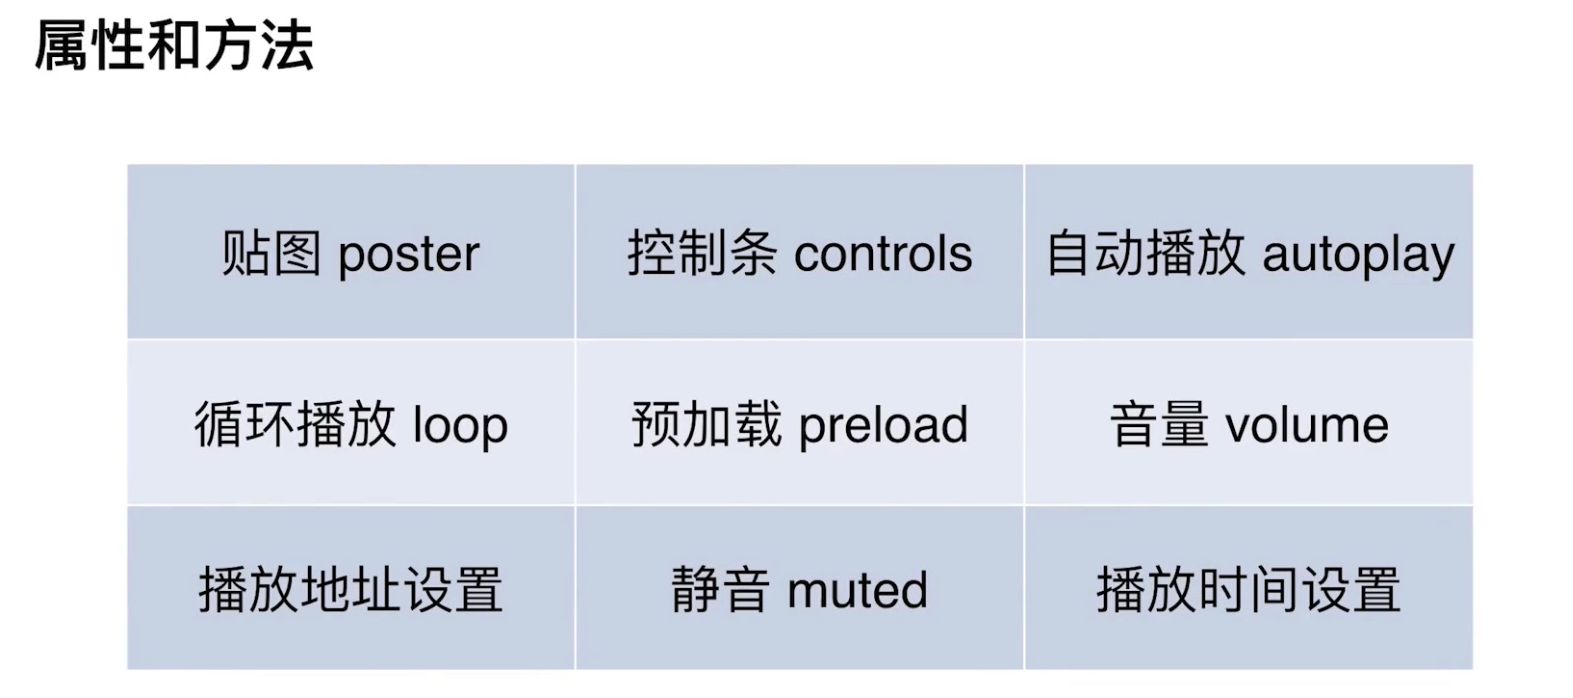 属性和方法
贴图 poster
控制条 controls
自动播放 autoplay
循环播放 loop
预加载 preload
音量 volume
播放地址设置
静音 muted
播放时间设置